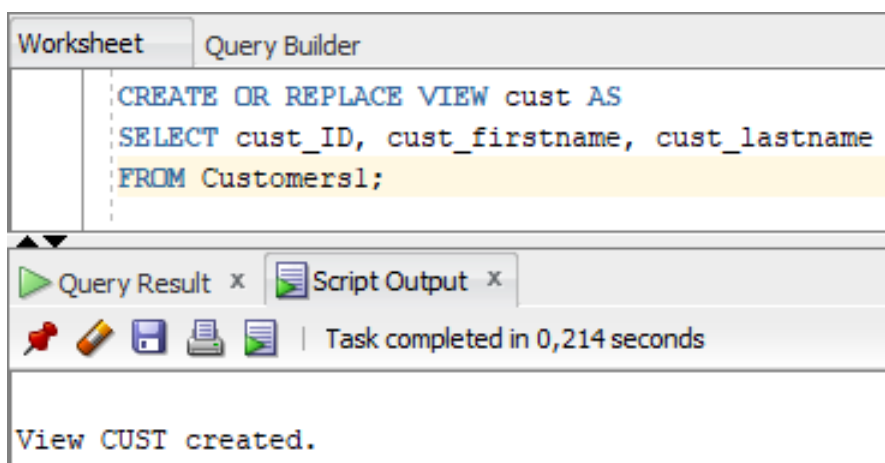 Worksheet Query Builder
CREATE OR REPLACE VIEW cust AS
SELECT cust_ID, cust_firstname, cust_lastname
FROM Customers1;
Query Result x Script Output x
Task completed in 0,214 seconds
View CUST created.